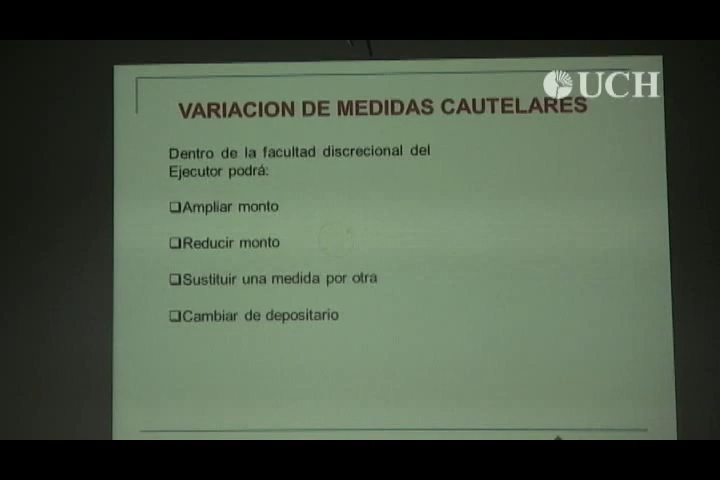 UCH
VARIACION DE MEDIDAS CAUTELARES
Dentro de la facultad discrecional del
Ejecutor podrá:
❑Ampliar monto
❑Reducir monto
❑Sustituir una medida por otra
❑Cambiar de depositario